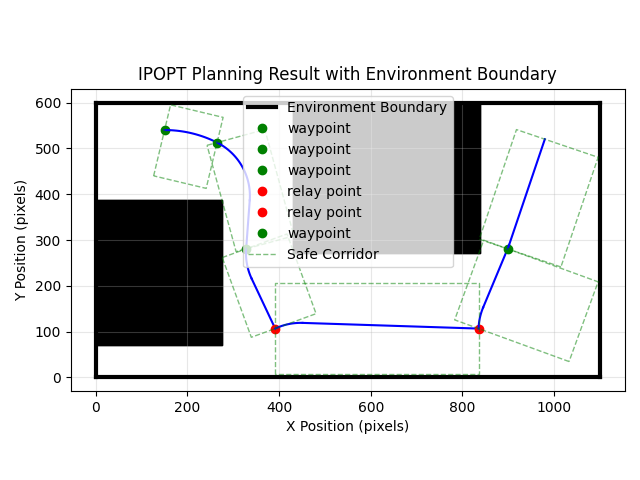 IPOPT Planning Result with Environment Boundary
Y Position (pixels)
600
500
400
300
200
100
0
Environment Boundary
waypoint
waypoint
waypoint
relay point
relay point
waypoint
Safe Corridor
0 200 400 600 800 1000
X Position (pixels)